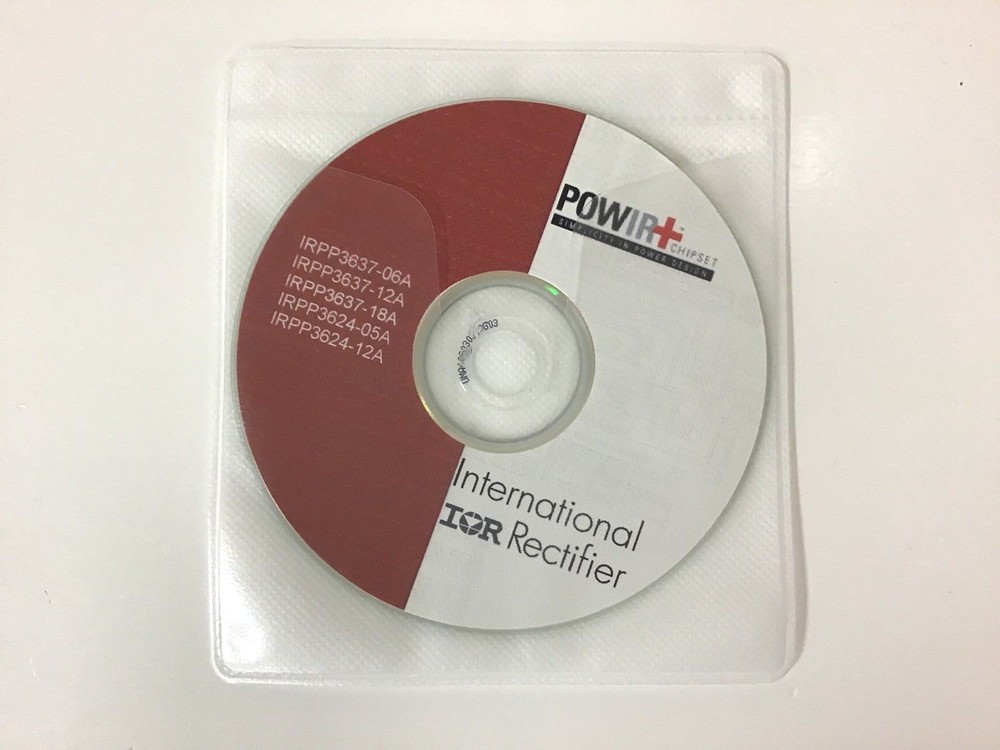 POWIR+™
CHIPSET
SIMPLICITY IN POWER DESIGN
IRPP3637-06A
IRPP3637-12A
IRPP3637-18A
IRPP3624-05A
IRPP3624-12A
International
IOR Rectifier